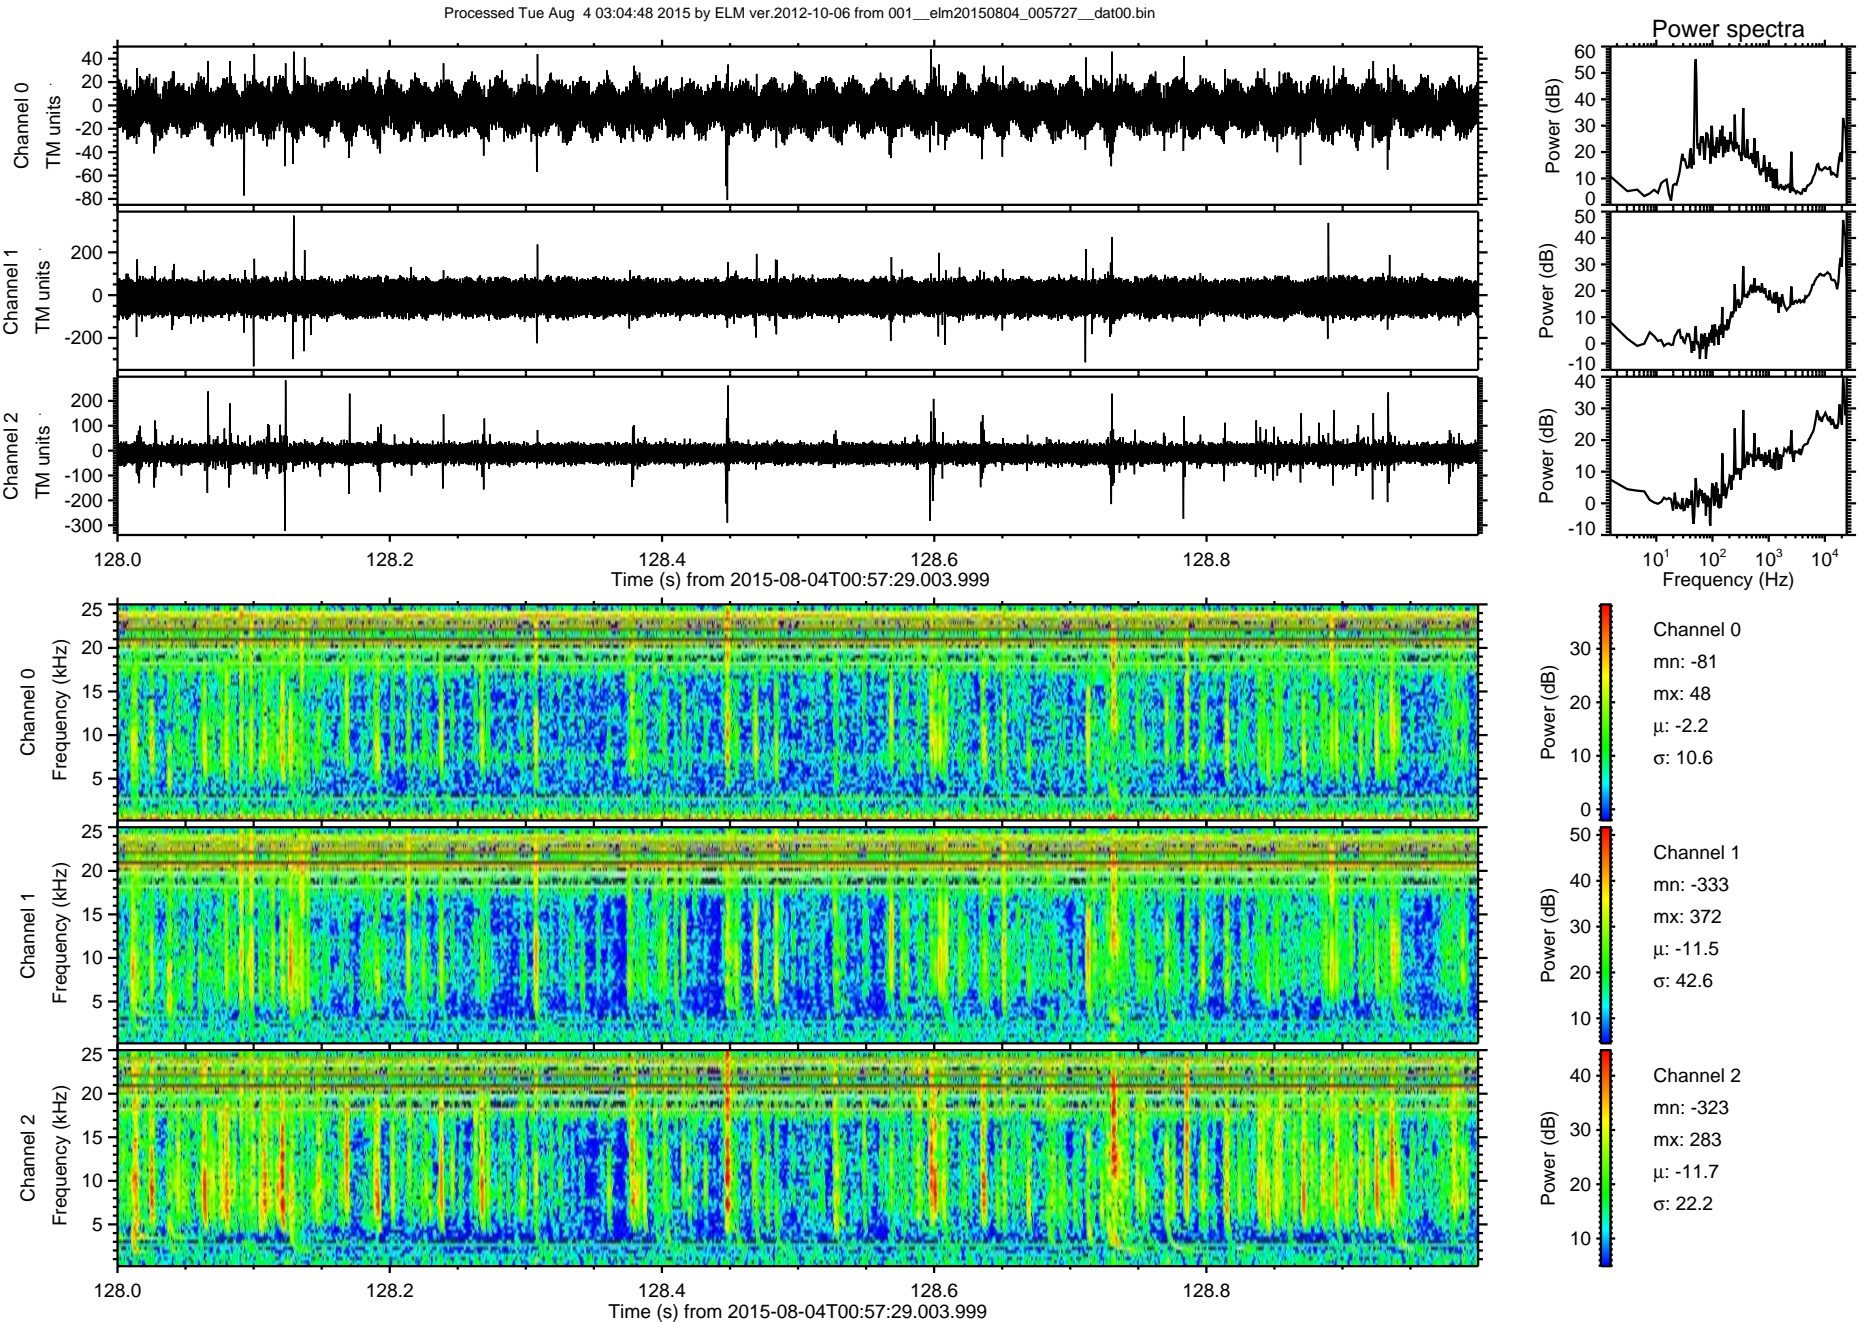 Processed Tue Aug 4 03:04:48 2015 by ELM ver.2012-10-06 from 001__elm20150804_005727__dat00.bin
Power spectra
Channel 0
TM units
40
20
0
-20
-40
-60
-80
Power (dB)
60
50
40
30
20
10
0
Channel 1
TM units
200
0
-200
Power (dB)
50
40
30
20
10
0
-10
Channel 2
TM units
200
100
0
-100
-200
-300
Power (dB)
40
30
20
10
0
-10
128.0 128.2 128.4 128.6 128.8
Time (s) from 2015-08-04T00:57:29.003.999
10¹ 10² 10³ 10⁴
Frequency (Hz)
Channel 0
Frequency (kHz)
25
20
15
10
5
Power (dB)
30
20
10
0
Channel 0
mn: -81
mx: 48
μ: -2.2
σ: 10.6
Channel 1
Frequency (kHz)
25
20
15
10
5
Power (dB)
50
40
30
20
10
Channel 1
mn: -333
mx: 372
μ: -11.5
σ: 42.6
Channel 2
Frequency (kHz)
25
20
15
10
5
Power (dB)
40
30
20
10
Channel 2
mn: -323
mx: 283
μ: -11.7
σ: 22.2
128.0 128.2 128.4 128.6 128.8
Time (s) from 2015-08-04T00:57:29.003.999